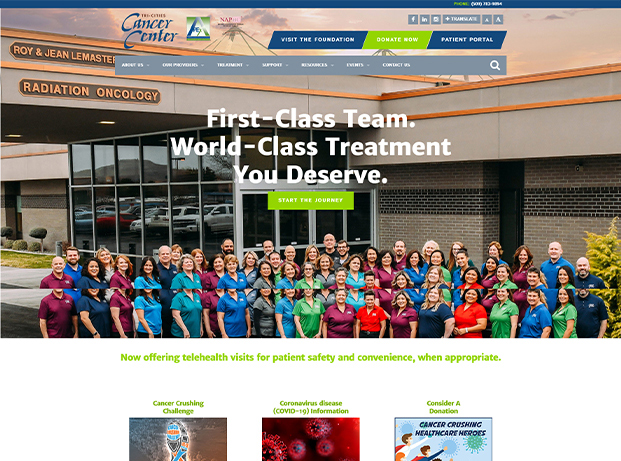 PHONE: (509) 783-9894
TRI-CITIES
Cancer
Center
NAP
TRANSLATE
A
A
VISIT THE FOUNDATION
DONATE NOW
PATIENT PORTAL
ABOUT US
OUR PROVIDERS
TREATMENT
SUPPORT
RESOURCES
EVENTS
CONTACT US
ROY & JEAN LEMASTER
RADIATION ONCOLOGY
First-Class Team.
World-Class Treatment
You Deserve.
START THE JOURNEY
Now offering telehealth visits for patient safety and convenience, when appropriate.
Cancer Crushing
Challenge
Coronavirus disease
(COVID-19) Information
Consider A
Donation
CANCER CRUSHING
HEALTHCARE HEROES